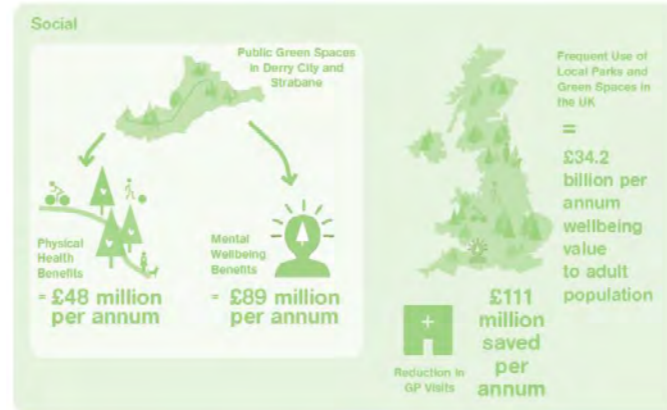 Social
Public Green Spaces
in Derry City and
Strabane
Physical
Health
Benefits
= £48 million
per annum
Mental
Wellbeing
Benefits
= £89 million
per annum
Frequent Use of
Local Parks and
Green Spaces in
the UK
=
£34.2
billion per
annum
wellbeing
value
to adult
population
Reduction in
GP Visits
£111
million
saved
per
annum